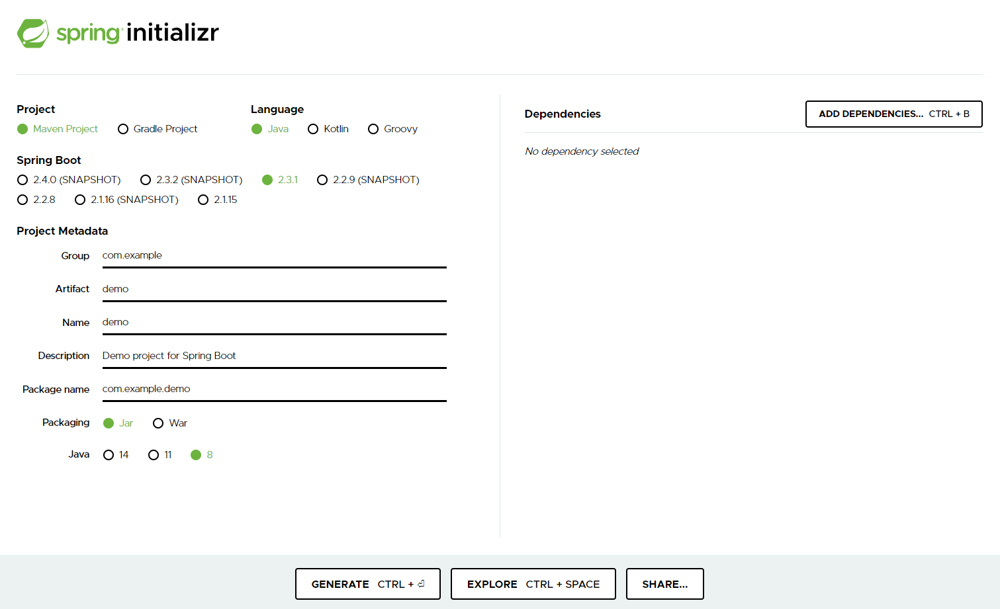 spring initializr
Project
Maven Project Gradle Project
Language
Java Kotlin Groovy
Spring Boot
2.4.0 (SNAPSHOT) 2.3.2 (SNAPSHOT) 2.3.1 2.2.9 (SNAPSHOT)
2.2.8 2.1.16 (SNAPSHOT) 2.1.15
Project Metadata
Group com.example
Artifact demo
Name demo
Description Demo project for Spring Boot
Package name com.example.demo
Packaging Jar War
Java 14 11 8
Dependencies
ADD DEPENDENCIES... CTRL + B
No dependency selected
GENERATE CTRL + ⏎
EXPLORE CTRL + SPACE
SHARE...